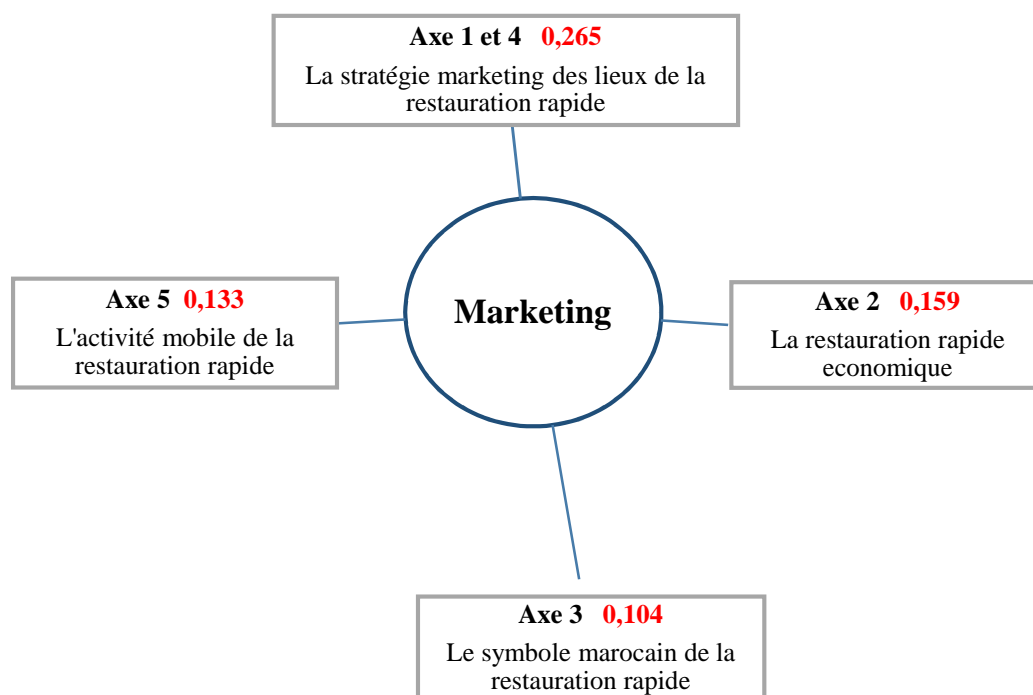 Axe 1 et 4 0,265
La stratégie marketing des lieux de la
restauration rapide
Axe 5 0,133
L'activité mobile de la
restauration rapide
Marketing
Axe 2 0,159
La restauration rapide
economique
Axe 3 0,104
Le symbole marocain de la
restauration rapide